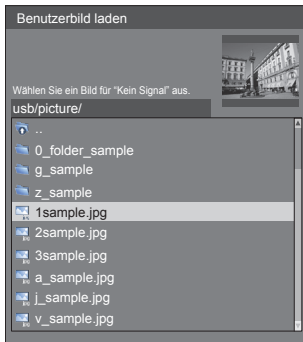 Benutzerbild laden
Wählen Sie ein Bild für "Kein Signal" aus.
usb/picture/
..
0_folder_sample
g_sample
z_sample
1sample.jpg
2sample.jpg
3sample.jpg
a_sample.jpg
j_sample.jpg
v_sample.jpg